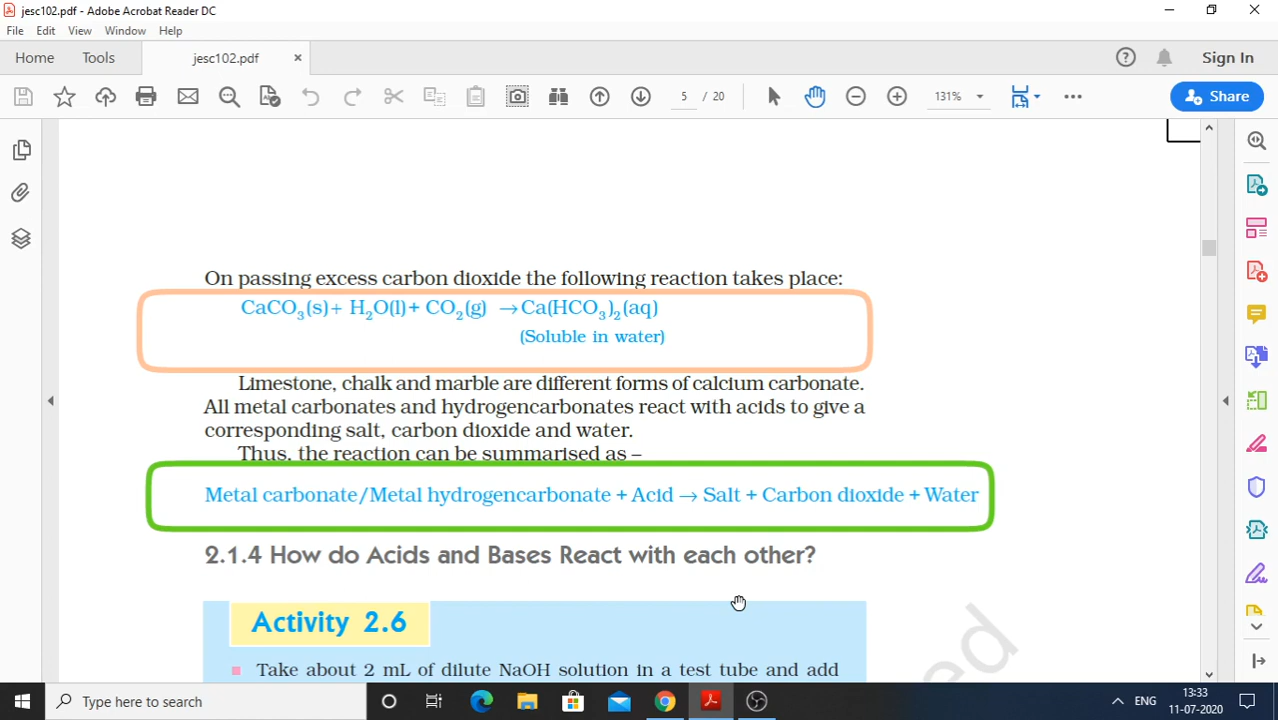 jesc102.pdf - Adobe Acrobat Reader DC
File Edit View Window Help
Home Tools jesc102.pdf × Sign In
5 / 20 131% Share
On passing excess carbon dioxide the following reaction takes place:
CaCO₃(s)+ H₂O(l)+ CO₂(g) →Ca(HCO₃)₂(aq)
(Soluble in water)
Limestone, chalk and marble are different forms of calcium carbonate.
All metal carbonates and hydrogencarbonates react with acids to give a
corresponding salt, carbon dioxide and water.
Thus, the reaction can be summarised as –
Metal carbonate/Metal hydrogencarbonate + Acid → Salt + Carbon dioxide + Water
2.1.4 How do Acids and Bases React with each other?
Activity 2.6
Take about 2 mL of dilute NaOH solution in a test tube and add
ed
Type here to search
ENG
13:33
11-07-2020